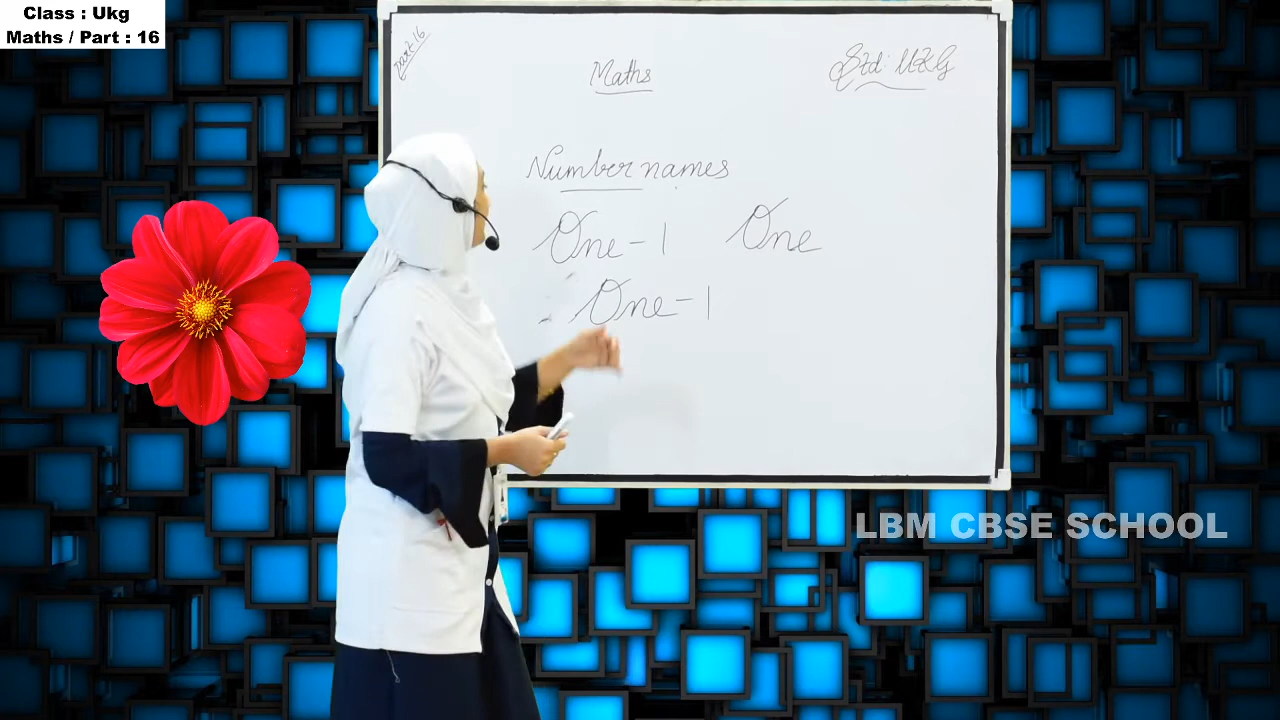 Class : Ukg
Maths / Part : 16
Part 16
Maths
Std: UKG
Number names
One - 1 One
One - 1
LBM CBSE SCHOOL